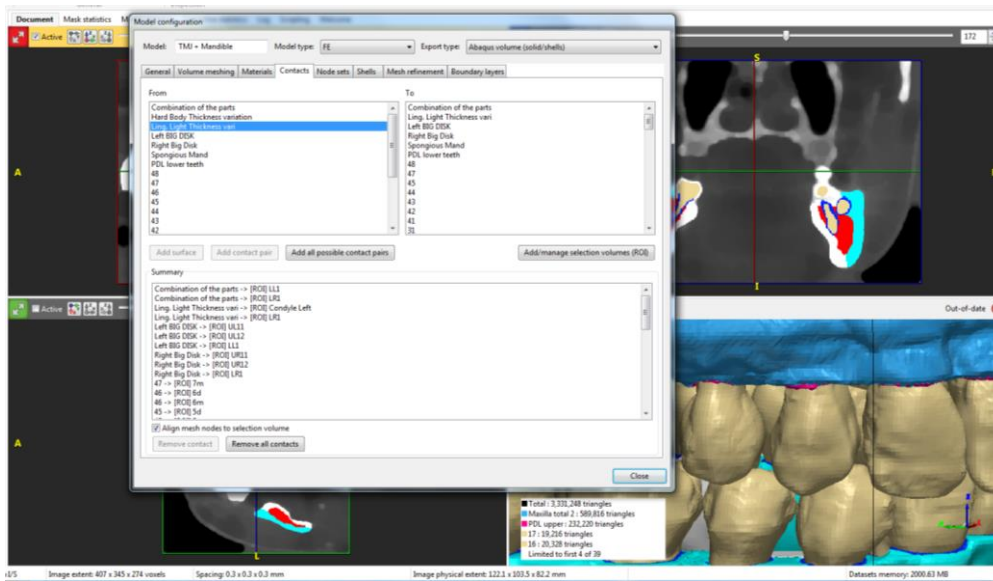 Document Mask statistics
Model configuration
Active
172
Model: TMJ + Mandible Model type: FE Export type: Abaqus volume (solid/shells)
General Volume meshing Materials Contacts Node sets Shells Mesh refinement Boundary layers
From
Combination of the parts
Hard Body Thickness variation
Ling. Light Thickness vari
Left BIG DISK
Right Big Disk
Spongious Mand
PDL lower teeth
48
47
46
45
44
43
42
To
Combination of the parts
Ling. Light Thickness vari
Left BIG DISK
Right Big Disk
Spongious Mand
PDL lower teeth
48
47
45
44
43
42
41
31
S
A
I
Add surface Add contact pair Add all possible contact pairs Add/manage selection volumes (ROI)
Summary
Combination of the parts -> [ROI] LL1
Combination of the parts -> [ROI] LR1
Ling. Light Thickness vari -> [ROI] Condyle Left
Ling. Light Thickness vari -> [ROI] LR1
Left BIG DISK -> [ROI] UL11
Left BIG DISK -> [ROI] UL12
Left BIG DISK -> [ROI] LL1
Right Big Disk -> [ROI] UR11
Right Big Disk -> [ROI] UR12
Right Big Disk -> [ROI] LR1
47 -> [ROI] 7m
46 -> [ROI] 6d
46 -> [ROI] 6m
45 -> [ROI] 5d
Align mesh nodes to selection volume
Remove contact Remove all contacts
Close
Active
Out-of-date
A
L
Total : 3,331,248 triangles
Maxilla total 2 : 589,816 triangles
PDL upper : 232,220 triangles
17 : 19,216 triangles
16 : 20,328 triangles
Limited to first 4 of 39
Image extent: 407 x 345 x 274 voxels Spacing: 0.3 x 0.3 x 0.3 mm Image physical extent: 122.1 x 103.5 x 82.2 mm Datasets memory: 2000.63 MB